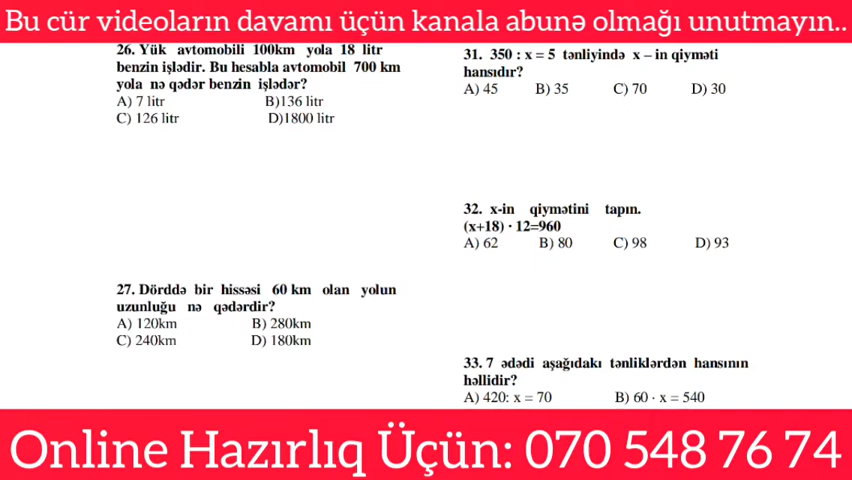 Bu cür videoların davamı üçün kanala abunə olmağı unutmayın..
26. Yük avtomobili 100km yola 18 litr
benzin işlədir. Bu hesabla avtomobil 700 km
yola nə qədər benzin işlədər?
A) 7 litr B)136 litr
C) 126 litr D)1800 litr
27. Dörddə bir hissəsi 60 km olan yolun
uzunluğu nə qədərdir?
A) 120km B) 280km
C) 240km D) 180km
31. 350 : x = 5 tənliyində x – in qiyməti
hansıdır?
A) 45 B) 35 C) 70 D) 30
32. x-in qiymətini tapın.
(x+18) · 12=960
A) 62 B) 80 C) 98 D) 93
33. 7 ədədi aşağıdakı tənliklərdən hansının
həllidir?
A) 420: x = 70 B) 60 · x = 540
Online Hazırlıq Üçün: 070 548 76 74